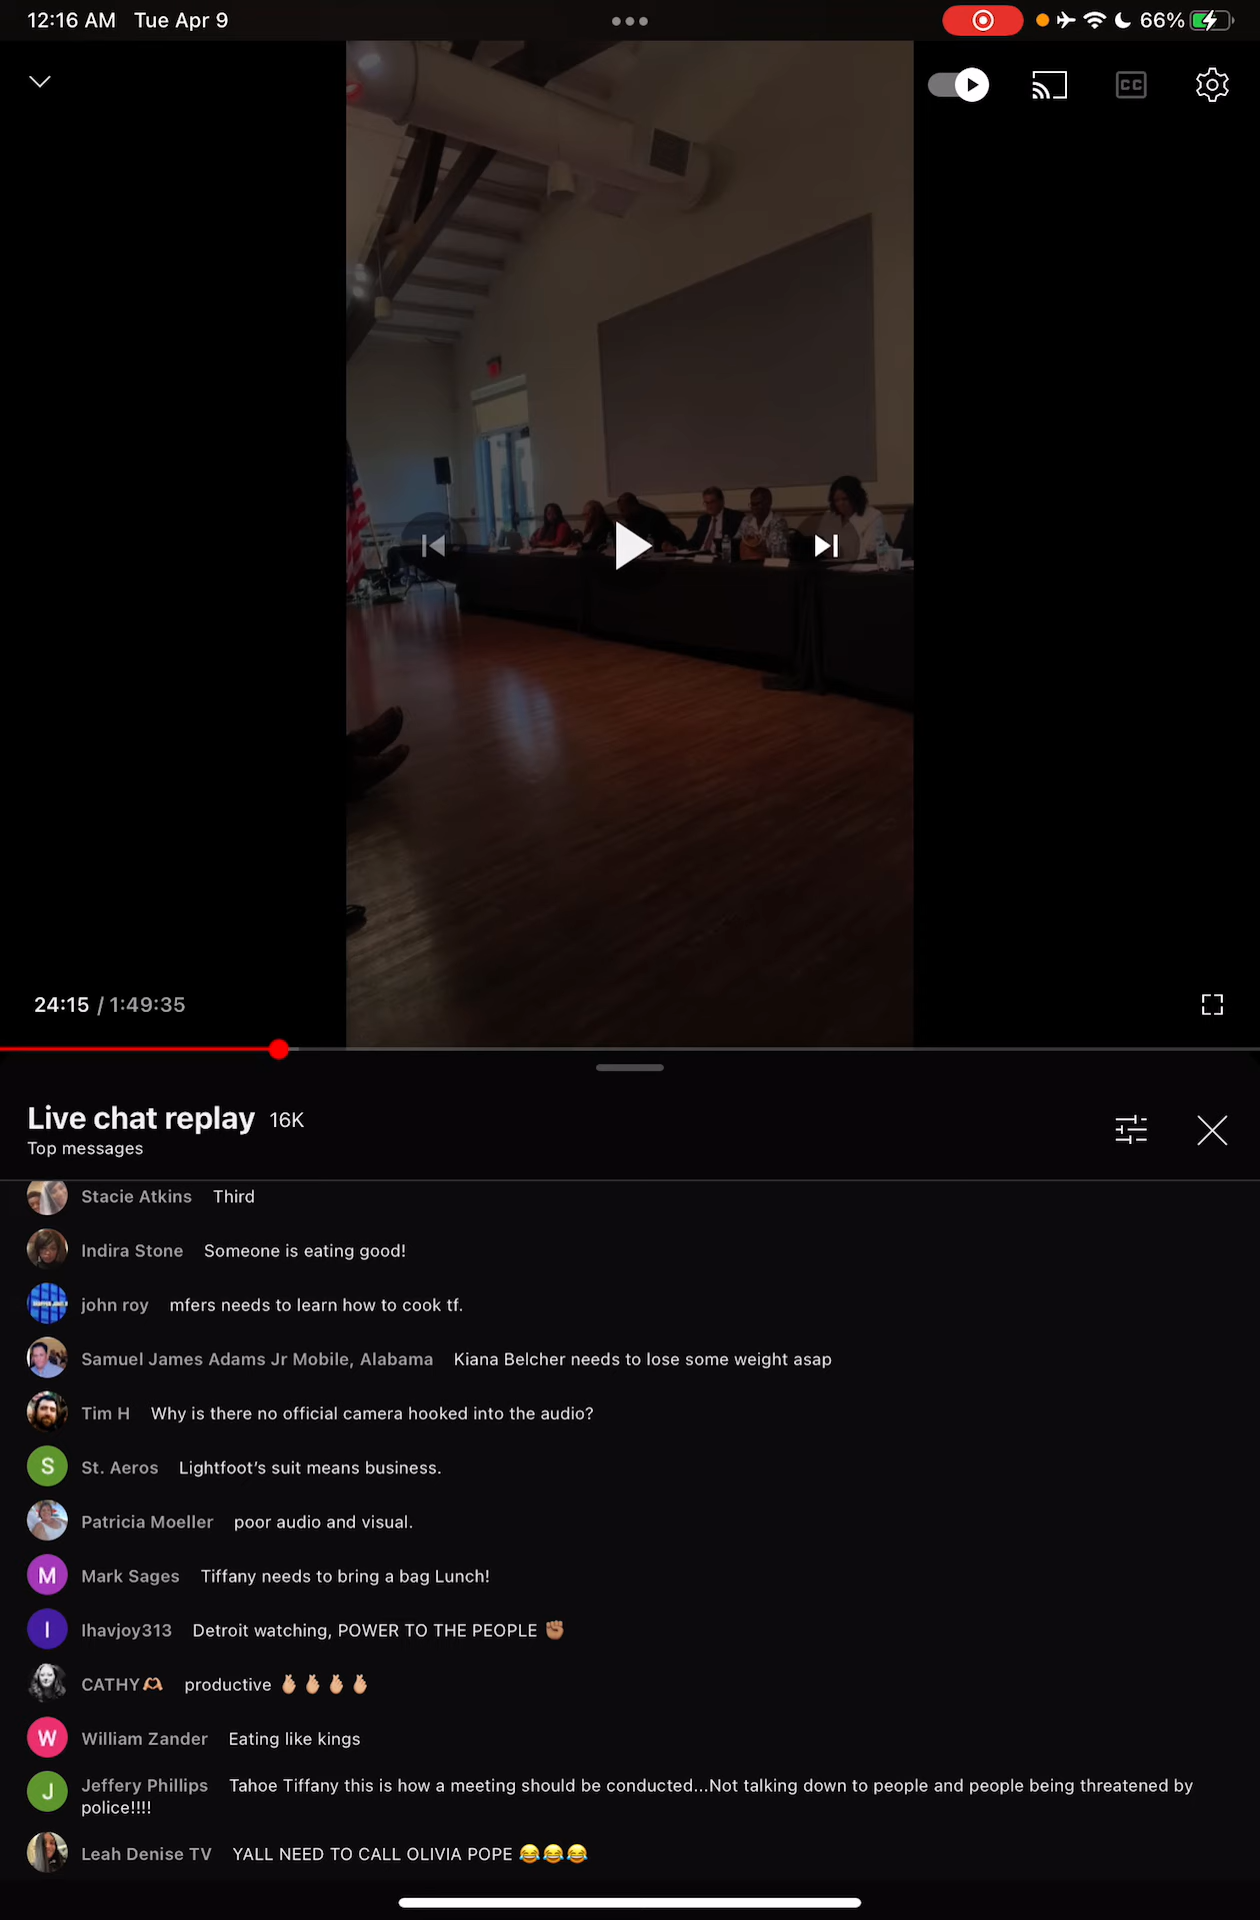 12:16 AM Tue Apr 9
66%
CC
24:15 / 1:49:35
Live chat replay 16K
Top messages
Stacie Atkins Third
Indira Stone Someone is eating good!
john roy mfers needs to learn how to cook tf.
Samuel James Adams Jr Mobile, Alabama Kiana Belcher needs to lose some weight asap
Tim H Why is there no official camera hooked into the audio?
S St. Aeros Lightfoot's suit means business.
Patricia Moeller poor audio and visual.
M Mark Sages Tiffany needs to bring a bag Lunch!
I Ihavjoy313 Detroit watching, POWER TO THE PEOPLE ✊🏽
CATHY🫶🏽 productive 🫰🏼🫰🏼🫰🏼🫰🏼
W William Zander Eating like kings
J Jeffery Phillips Tahoe Tiffany this is how a meeting should be conducted...Not talking down to people and people being threatened by
police!!!!
Leah Denise TV YALL NEED TO CALL OLIVIA POPE 😂😂😂